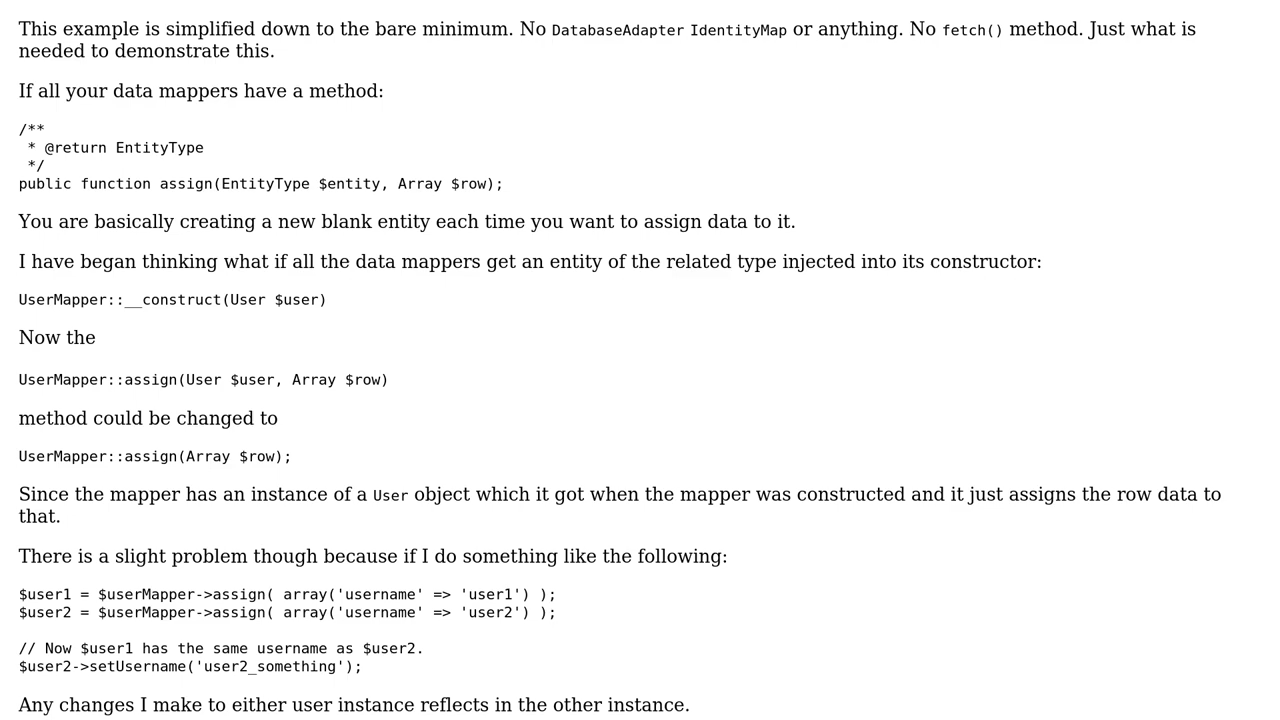 This example is simplified down to the bare minimum. No DatabaseAdapter IdentityMap or anything. No fetch() method. Just what is
needed to demonstrate this.
If all your data mappers have a method:
/**
 * @return EntityType
 */
public function assign(EntityType $entity, Array $row);
You are basically creating a new blank entity each time you want to assign data to it.
I have began thinking what if all the data mappers get an entity of the related type injected into its constructor:
UserMapper::__construct(User $user)
Now the
UserMapper::assign(User $user, Array $row)
method could be changed to
UserMapper::assign(Array $row);
Since the mapper has an instance of a User object which it got when the mapper was constructed and it just assigns the row data to
that.
There is a slight problem though because if I do something like the following:
$user1 = $userMapper->assign( array('username' => 'user1') );
$user2 = $userMapper->assign( array('username' => 'user2') );
// Now $user1 has the same username as $user2.
$user2->setUsername('user2_something');
Any changes I make to either user instance reflects in the other instance.